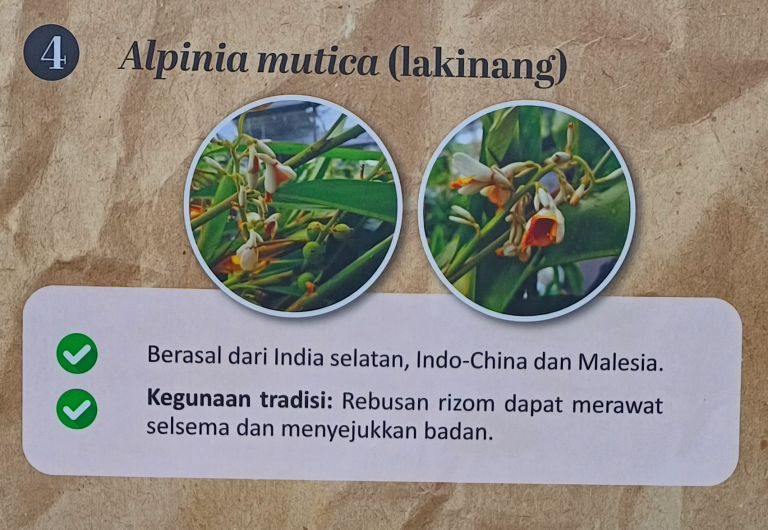 4
Alpinia mutica (lakinang)
Berasal dari India selatan, Indo-China dan Malesia.
Kegunaan tradisi: Rebusan rizom dapat merawat
selsema dan menyejukkan badan.